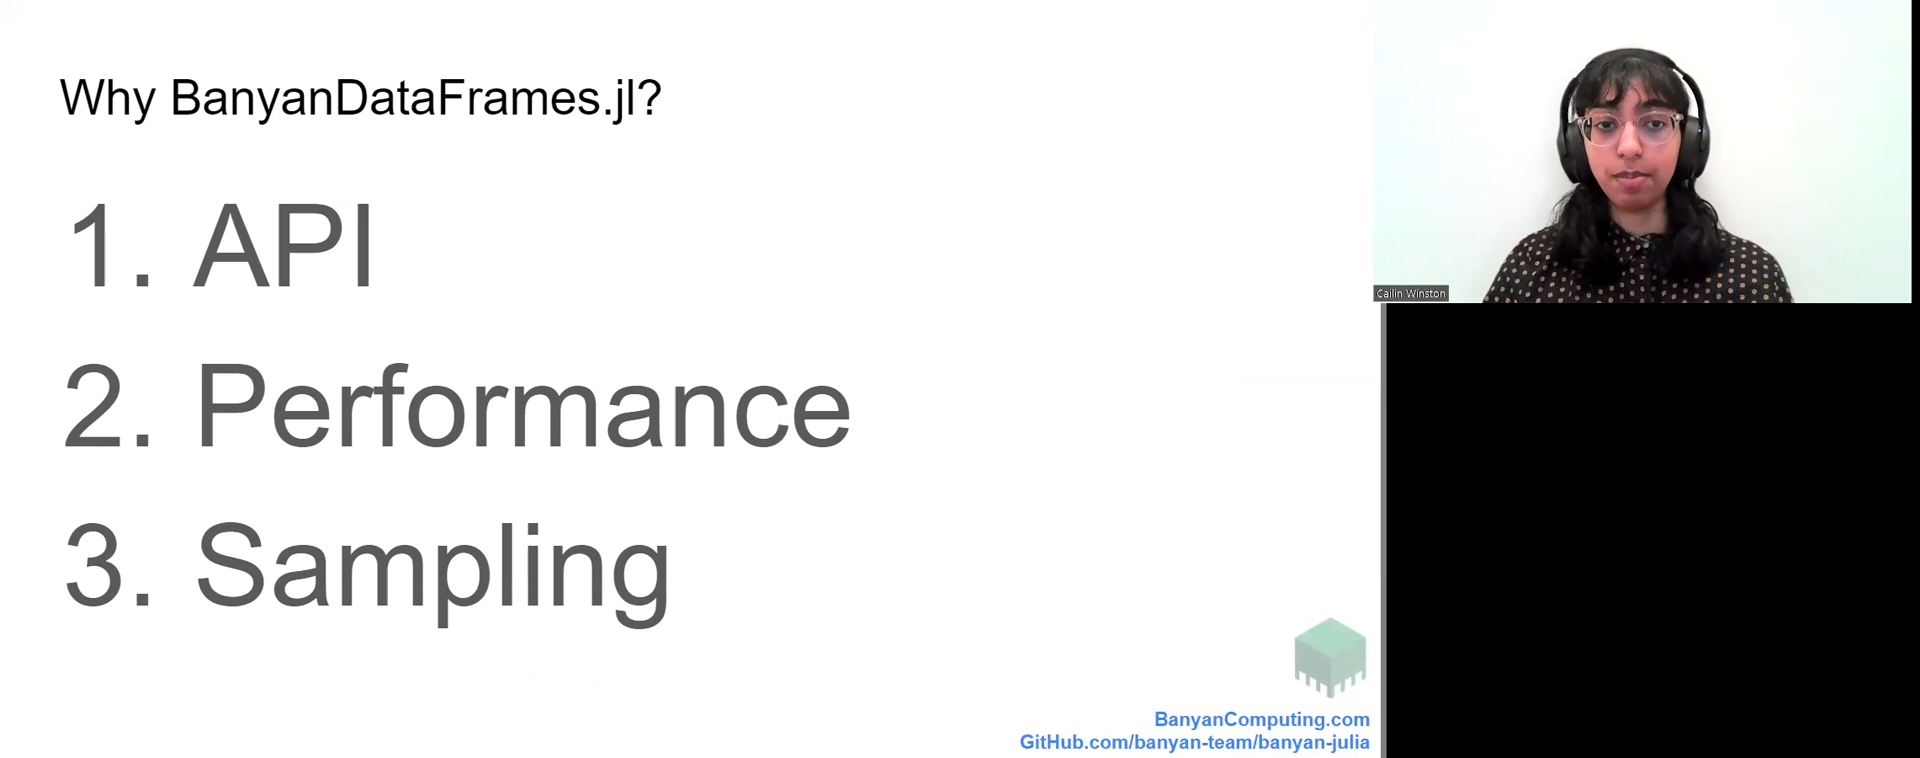 Why BanyanDataFrames.jl?
1. API
2. Performance
3. Sampling
BanyanComputing.com
GitHub.com/banyan-team/banyan-julia
Cailin Winston